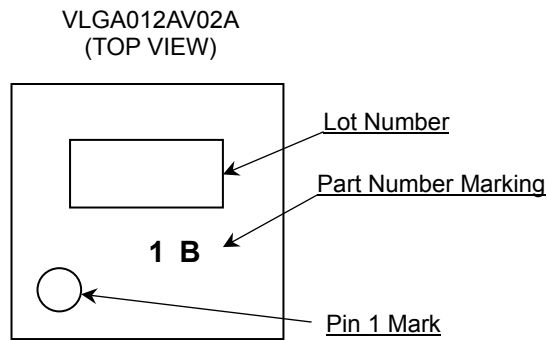 VLGA012AV02A
(TOP VIEW)
Lot Number
Part Number Marking
1 B
Pin 1 Mark